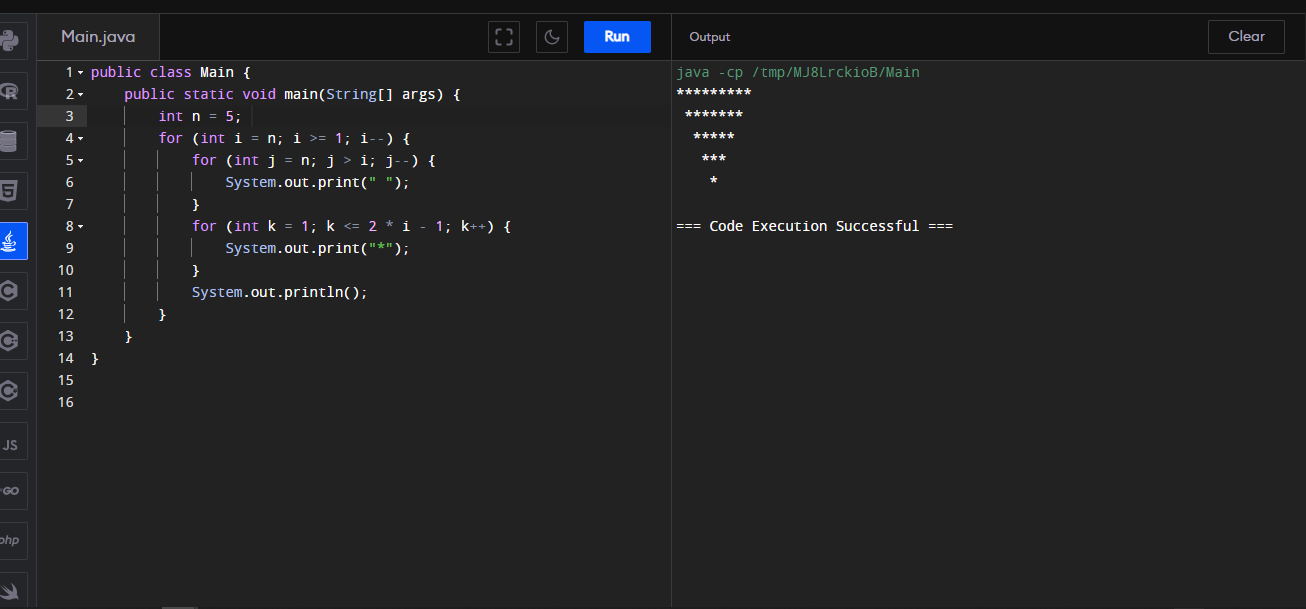 Main.java
Run
Output
Clear
1 public class Main {
2     public static void main(String[] args) {
3         int n = 5;
4         for (int i = n; i >= 1; i--) {
5             for (int j = n; j > i; j--) {
6                 System.out.print(" ");
7             }
8             for (int k = 1; k <= 2 * i - 1; k++) {
9                 System.out.print("*");
10             }
11             System.out.println();
12         }
13     }
14 }
15
16
java -cp /tmp/MJ8LrckioB/Main
*********
 *******
  *****
   ***
    *
=== Code Execution Successful ===
R
5
C
C
C
JS
GO
php